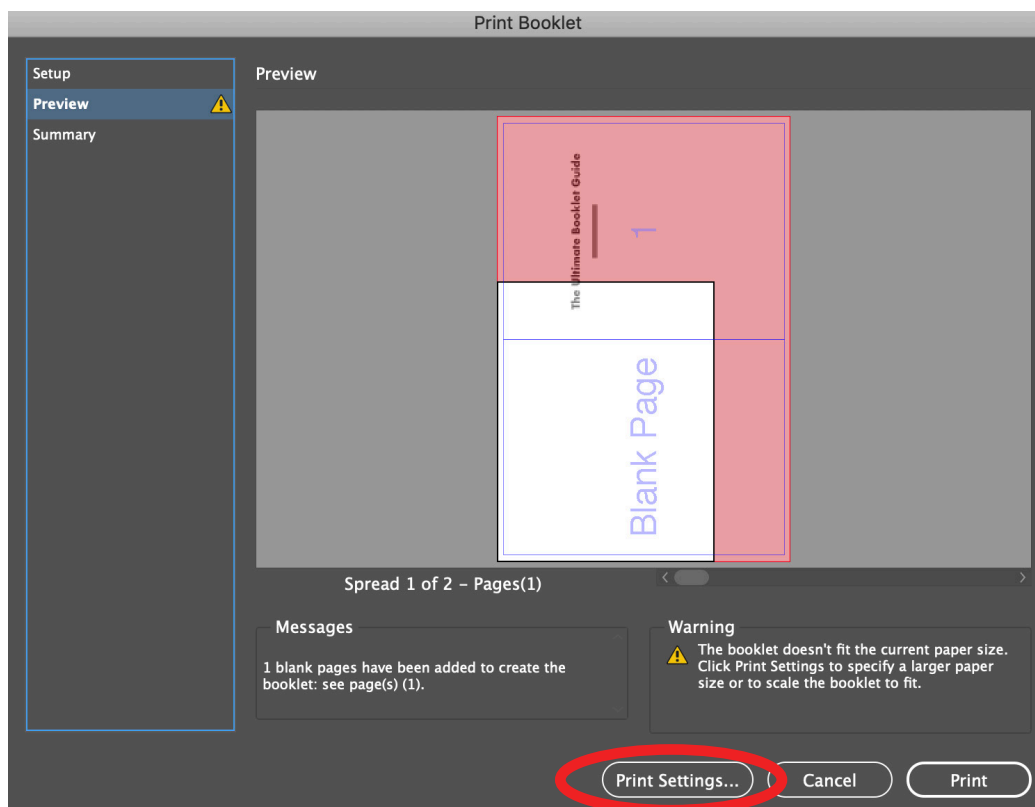 Print Booklet
Setup
Preview
Summary
Preview
The Ultimate Booklet Guide
1
Blank Page
Spread 1 of 2 – Pages(1)
Messages
1 blank pages have been added to create the
booklet: see page(s) (1).
Warning
The booklet doesn't fit the current paper size.
Click Print Settings to specify a larger paper
size or to scale the booklet to fit.
Print Settings...
Cancel
Print